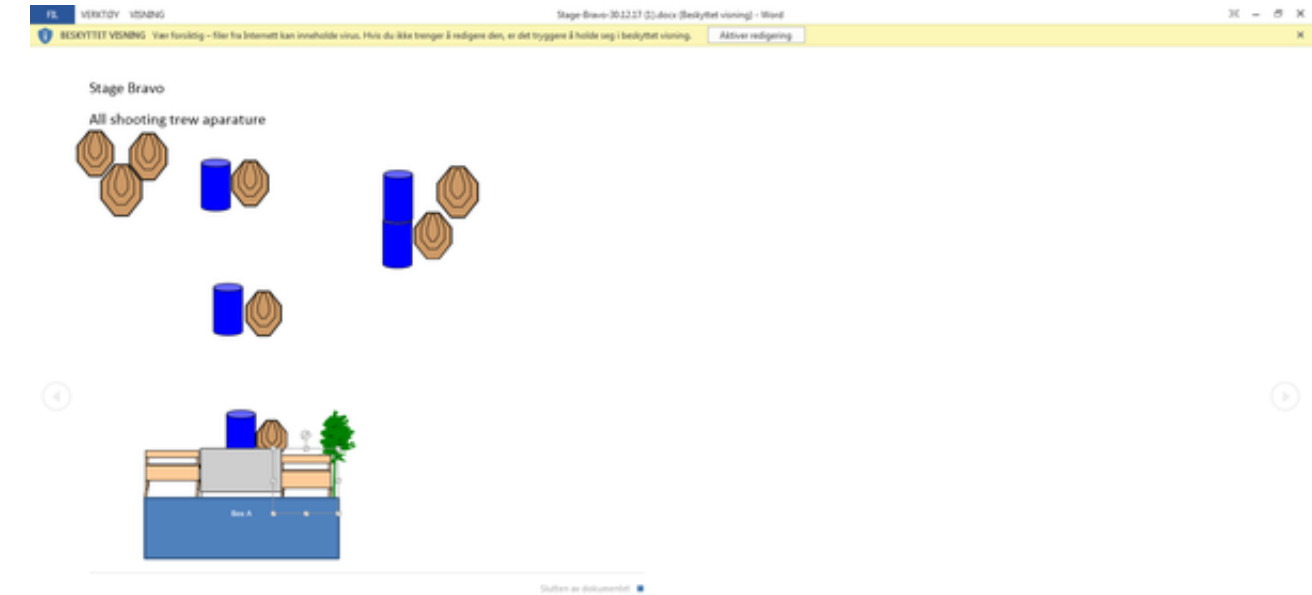 FIL VERKTØY VISNING Stage-Bravo-30.12.17 (1).docx (Beskyttet visning) - Word
BESKYTTET VISNING Vær forsiktig – filer fra Internett kan inneholde virus. Hvis du ikke trenger å redigere den, er det tryggere å holde seg i beskyttet visning. Aktiver redigering
Stage Bravo
All shooting trew aparature
Box A
Slutten av dokumentet